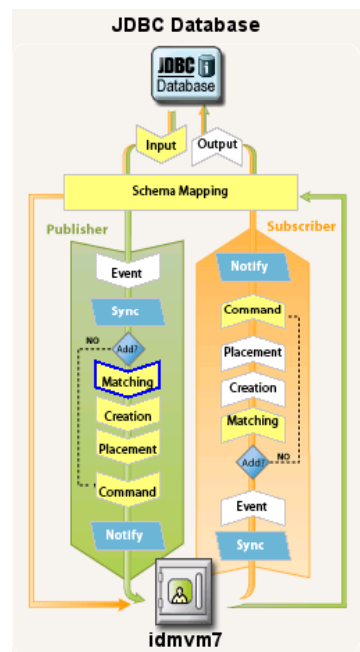 JDBC Database
JDBC
Database
Input
Output
Schema Mapping
Publisher
Subscriber
Event
Sync
NO
Add?
Matching
Creation
Placement
Command
Notify
Notify
Command
Placement
Creation
Matching
Add?
NO
Event
Sync
idmvm7